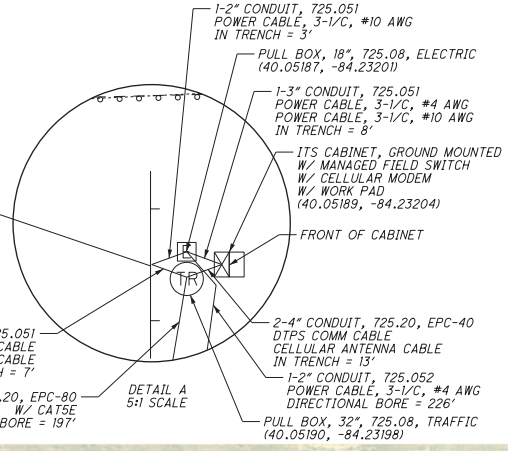 1-2" CONDUIT, 725.051
POWER CABLE, 3-1/C, #10 AWG
IN TRENCH = 3'
PULL BOX, 18", 725.08, ELECTRIC
(40.05187, -84.23201)
1-3" CONDUIT, 725.051
POWER CABLE, 3-1/C, #4 AWG
POWER CABLE, 3-1/C, #10 AWG
IN TRENCH = 8'
ITS CABINET, GROUND MOUNTED
W/ MANAGED FIELD SWITCH
W/ CELLULAR MODEM
W/ WORK PAD
(40.05189, -84.23204)
FRONT OF CABINET
E
TR
25.051
CABLE
CABLE
H = 7'
.20, EPC-80
W/ CAT5E
BORE = 197'
DETAIL A
5:1 SCALE
2-4" CONDUIT, 725.20, EPC-40
DTPS COMM CABLE
CELLULAR ANTENNA CABLE
IN TRENCH = 13'
1-2" CONDUIT, 725.052
POWER CABLE, 3-1/C, #4 AWG
DIRECTIONAL BORE = 226'
PULL BOX, 32", 725.08, TRAFFIC
(40.05190, -84.23198)